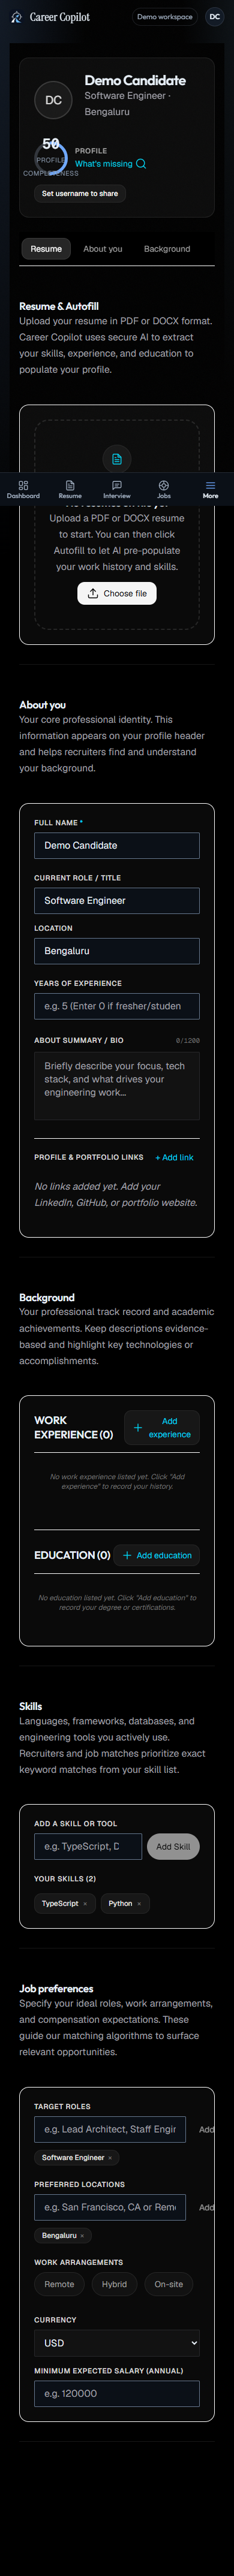 Career Copilot
Demo workspace
DC
DC
Demo Candidate
Software Engineer ·
Bengaluru
50
PROFILE
COMPLETENESS
PROFILE
What's missing
Set username to share
Resume
About you
Background
Resume & Autofill
Upload your resume in PDF or DOCX format.
Career Copilot uses secure AI to extract
your skills, experience, and education to
populate your profile.
Dashboard
Resume
Interview
Jobs
More
Upload a PDF or DOCX resume
to start. You can then click
Autofill to let AI pre-populate
your work history and skills.
Choose file
About you
Your core professional identity. This
information appears on your profile header
and helps recruiters find and understand
your background.
FULL NAME *
Demo Candidate
CURRENT ROLE / TITLE
Software Engineer
LOCATION
Bengaluru
YEARS OF EXPERIENCE
e.g. 5 (Enter 0 if fresher/studen
ABOUT SUMMARY / BIO
0/1200
Briefly describe your focus, tech
stack, and what drives your
engineering work...
PROFILE & PORTFOLIO LINKS
+ Add link
No links added yet. Add your
LinkedIn, GitHub, or portfolio website.
Background
Your professional track record and academic
achievements. Keep descriptions evidence-
based and highlight key technologies or
accomplishments.
WORK
EXPERIENCE (0)
Add
experience
No work experience listed yet. Click "Add
experience" to record your history.
EDUCATION (0)
Add education
No education listed yet. Click "Add education" to
record your degree or certifications.
Skills
Languages, frameworks, databases, and
engineering tools you actively use.
Recruiters and job matches prioritize exact
keyword matches from your skill list.
ADD A SKILL OR TOOL
e.g. TypeScript, D
Add Skill
YOUR SKILLS (2)
TypeScript ×
Python ×
Job preferences
Specify your ideal roles, work arrangements,
and compensation expectations. These
guide our matching algorithms to surface
relevant opportunities.
TARGET ROLES
e.g. Lead Architect, Staff Engir
Add
Software Engineer ×
PREFERRED LOCATIONS
e.g. San Francisco, CA or Remo
Add
Bengaluru ×
WORK ARRANGEMENTS
Remote
Hybrid
On-site
CURRENCY
USD
MINIMUM EXPECTED SALARY (ANNUAL)
e.g. 120000